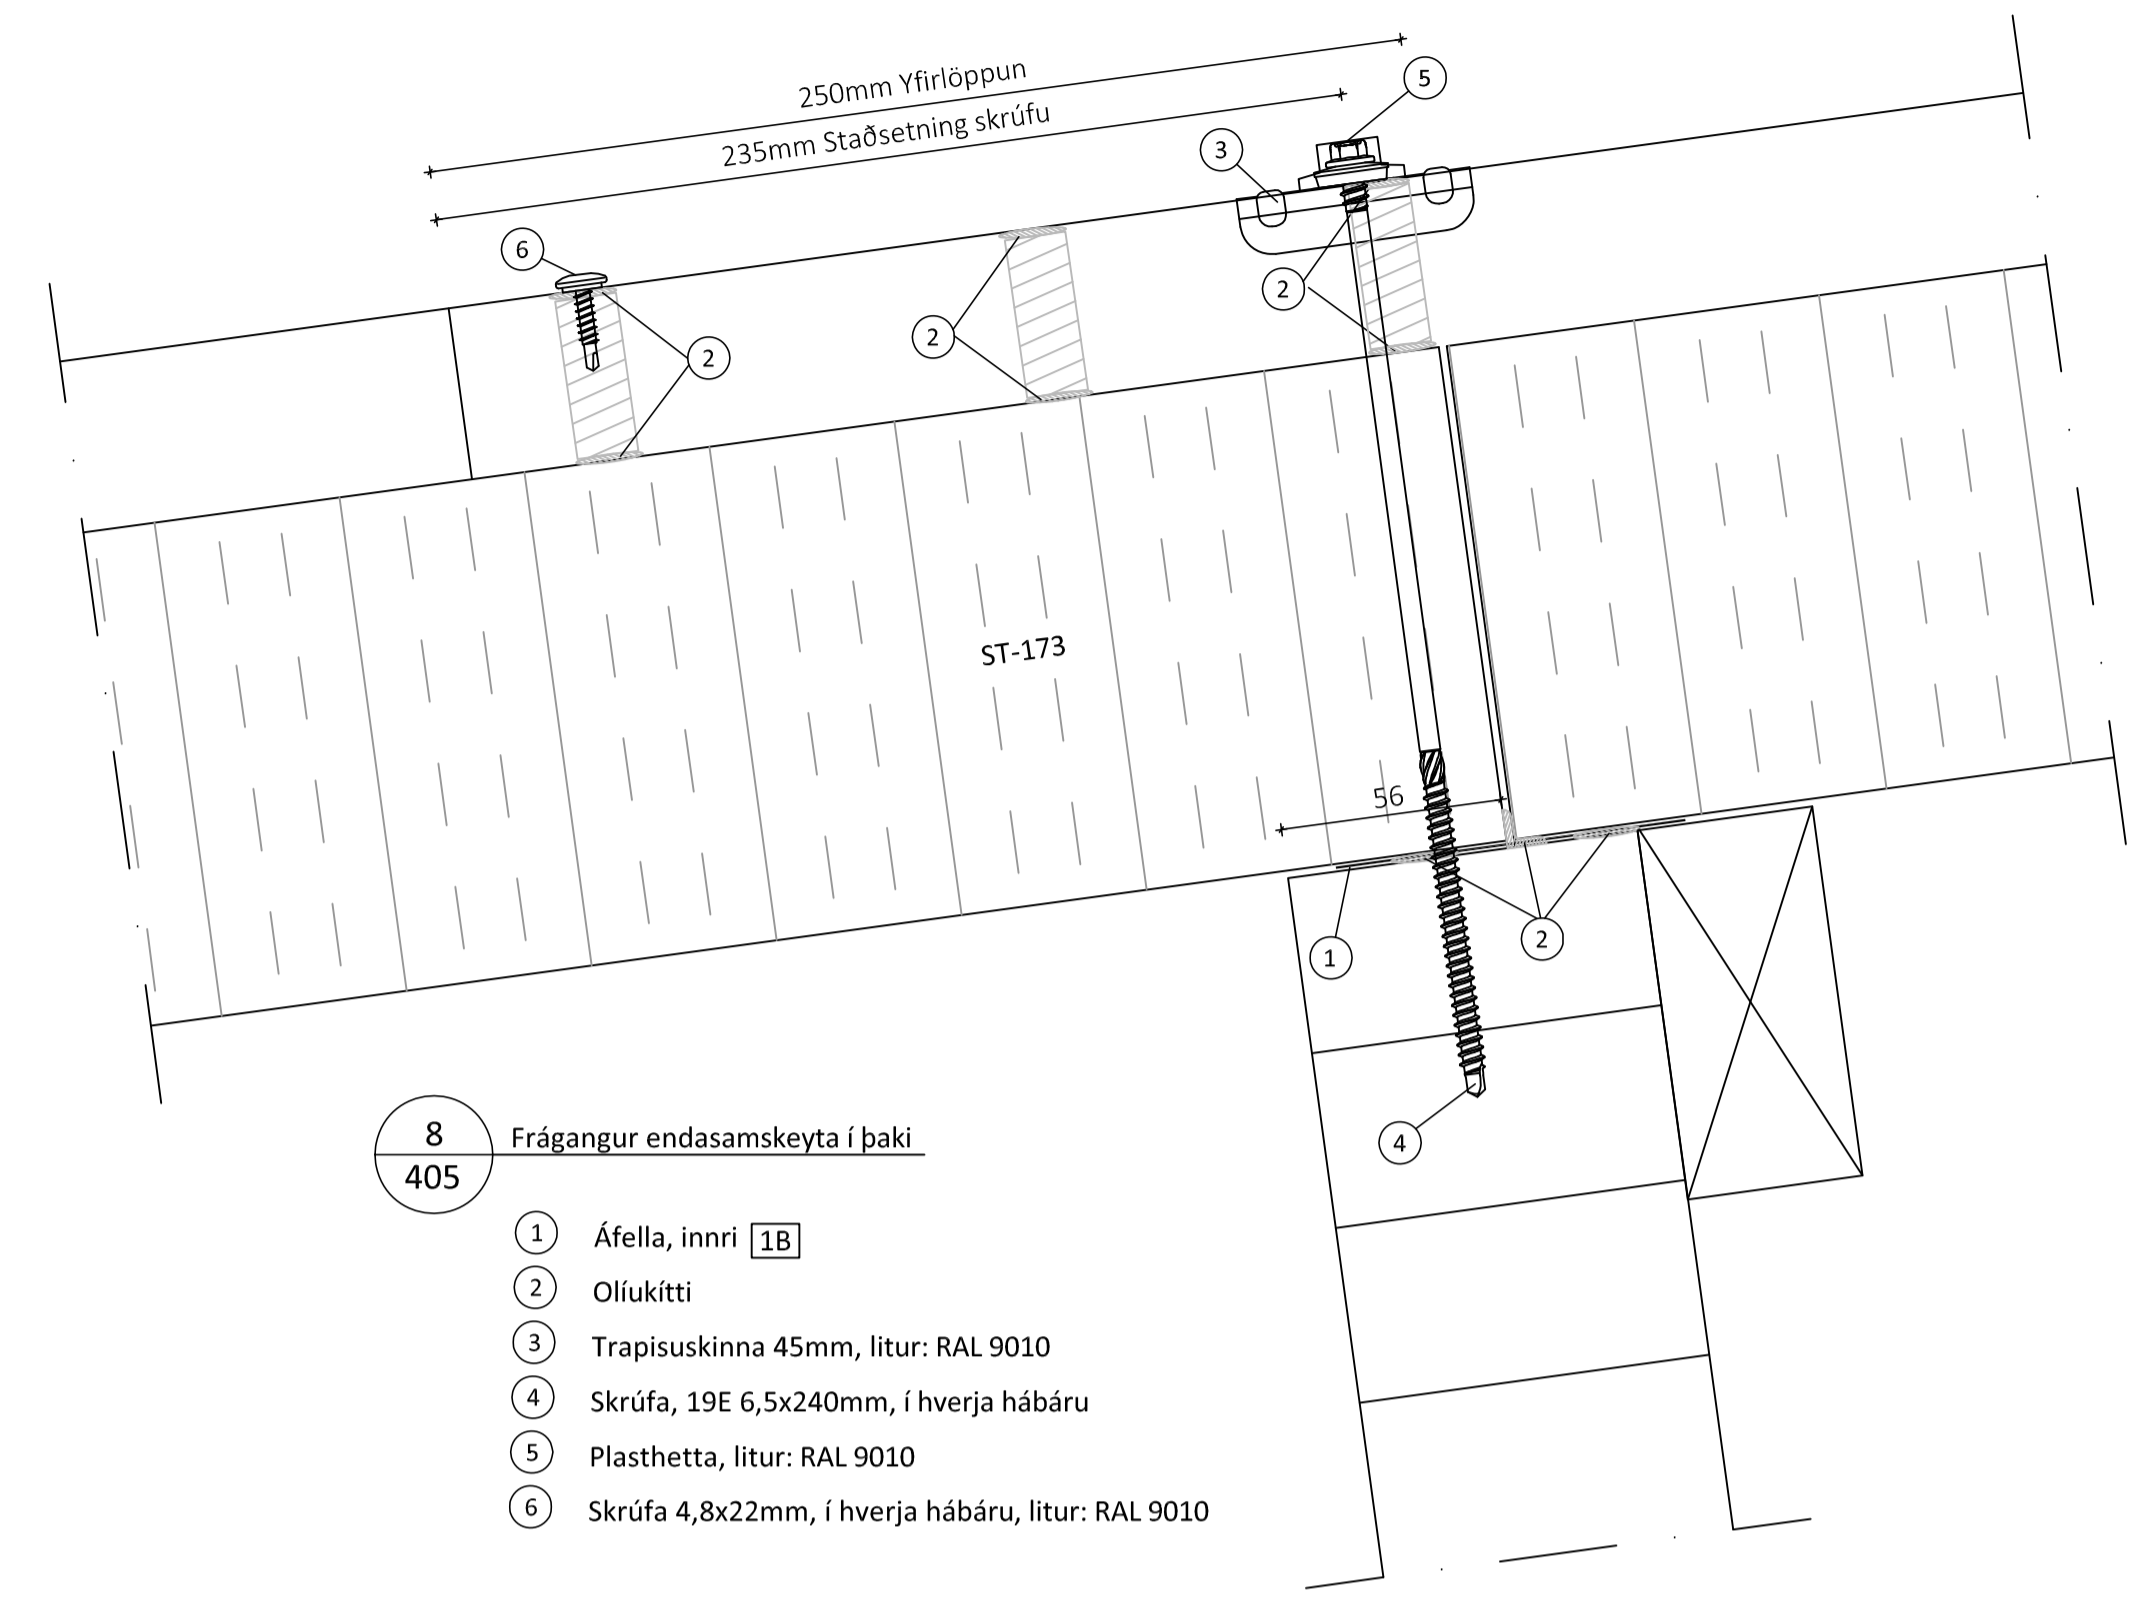 250mm Yfirlöppun
5
235mm Staðsetning skrúfu
3
6
2
2
2
ST-173
56
1
2
4
8
405
Frágangur endasamskeyta í þaki
1 Áfella, innri 1B
2 Olíukítti
3 Trapisuskinna 45mm, litur: RAL 9010
4 Skrúfa, 19E 6,5x240mm, í hverja hábáru
5 Plasthetta, litur: RAL 9010
6 Skrúfa 4,8x22mm, í hverja hábáru, litur: RAL 9010